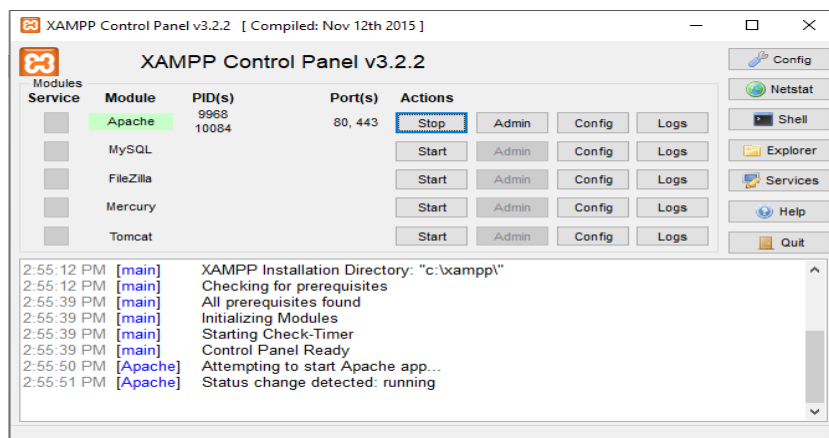 XAMPP Control Panel v3.2.2 [ Compiled: Nov 12th 2015 ]
XAMPP Control Panel v3.2.2
Config
Modules
Service Module PID(s) Port(s) Actions
Netstat
Apache 9968 10084 80, 443 Stop Admin Config Logs
Shell
MySQL Start Admin Config Logs
Explorer
FileZilla Start Admin Config Logs
Services
Mercury Start Admin Config Logs
Help
Tomcat Start Admin Config Logs
Quit
2:55:12 PM [main] XAMPP Installation Directory: "c:\xampp\"
2:55:12 PM [main] Checking for prerequisites
2:55:39 PM [main] All prerequisites found
2:55:39 PM [main] Initializing Modules
2:55:39 PM [main] Starting Check-Timer
2:55:39 PM [main] Control Panel Ready
2:55:50 PM [Apache] Attempting to start Apache app...
2:55:51 PM [Apache] Status change detected: running